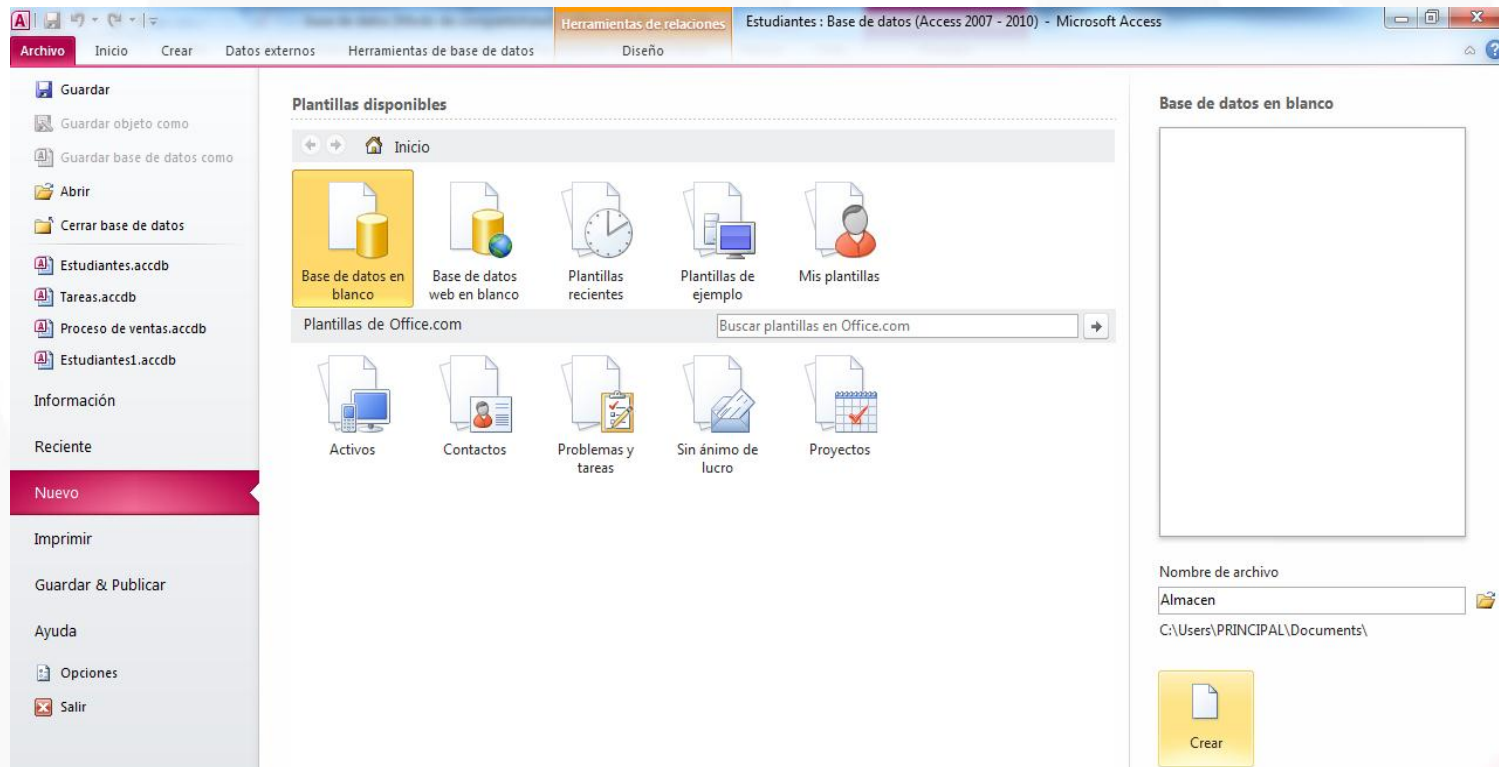 Herramientas de relaciones
Estudiantes : Base de datos (Access 2007 - 2010) - Microsoft Access
Archivo Inicio Crear Datos externos Herramientas de base de datos Diseño
Guardar
Guardar objeto como
Guardar base de datos como
Abrir
Cerrar base de datos
Estudiantes.accdb
Tareas.accdb
Proceso de ventas.accdb
Estudiantes1.accdb
Información
Reciente
Nuevo
Imprimir
Guardar & Publicar
Ayuda
Opciones
Salir
Plantillas disponibles
Inicio
Base de datos en
blanco
Base de datos
web en blanco
Plantillas
recientes
Plantillas de
ejemplo
Mis plantillas
Plantillas de Office.com
Buscar plantillas en Office.com
Activos
Contactos
Problemas y
tareas
Sin ánimo de
lucro
Proyectos
Base de datos en blanco
Nombre de archivo
Almacen
C:\Users\PRINCIPAL\Documents\
Crear